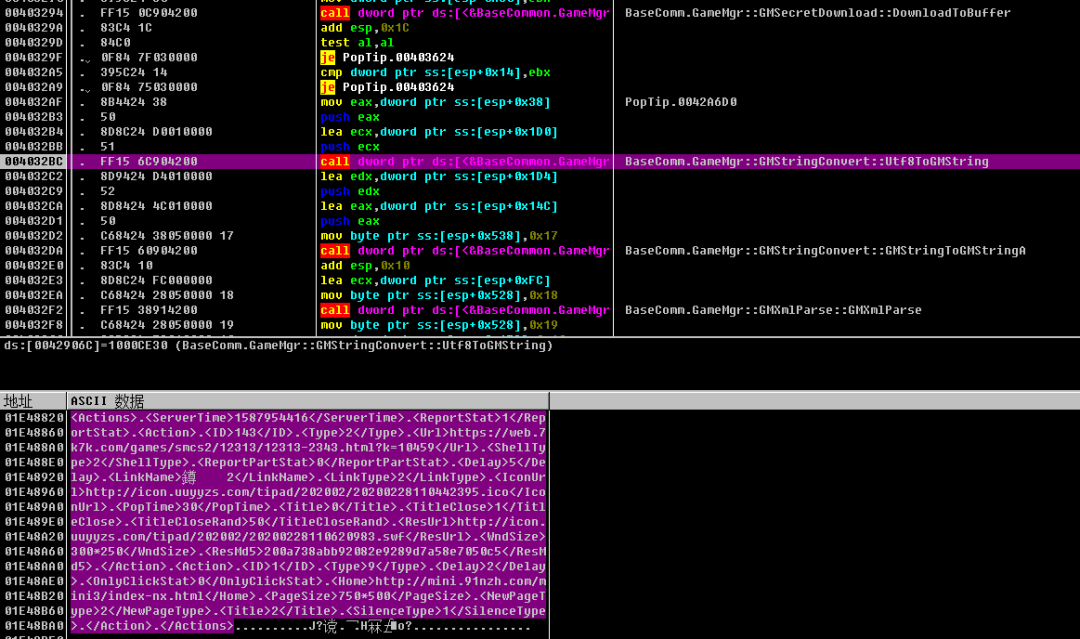 00403294 . FF15 0C904200 call dword ptr ds:[<&BaseCommon.GameMgr BaseComm.GameMgr::GMSecretDownload::DownloadToBuffer
0040329A . 83C4 1C add esp,0x1C
0040329D . 84C0 test al,al
0040329F . 0F84 7F030000 je PopTip.00403624
004032A5 . 395C24 14 cmp dword ptr ss:[esp+0x14],ebx
004032A9 . 0F84 75030000 je PopTip.00403624
004032AF . 8B4424 38 mov eax,dword ptr ss:[esp+0x38] PopTip.0042A6D0
004032B3 . 50 push eax
004032B4 . 8D8C24 D0010000 lea ecx,dword ptr ss:[esp+0x1D0]
004032BB . 51 push ecx
004032BC . FF15 6C904200 call dword ptr ds:[<&BaseCommon.GameMgr BaseComm.GameMgr::GMStringConvert::Utf8ToGMString
004032C2 . 8D9424 D4010000 lea edx,dword ptr ss:[esp+0x1D4]
004032C9 . 52 push edx
004032CA . 8D8424 4C010000 lea eax,dword ptr ss:[esp+0x14C]
004032D1 . 50 push eax
004032D2 . C68424 38050000 17 mov byte ptr ss:[esp+0x538],0x17
004032DA . FF15 60904200 call dword ptr ds:[<&BaseCommon.GameMgr BaseComm.GameMgr::GMStringConvert::GMStringToGMStringA
004032E0 . 83C4 10 add esp,0x10
004032E3 . 8D8C24 FC000000 lea ecx,dword ptr ss:[esp+0xFC]
004032EA . C68424 28050000 18 mov byte ptr ss:[esp+0x528],0x18
004032F2 . FF15 38914200 call dword ptr ds:[<&BaseCommon.GameMgr BaseComm.GameMgr::GMXmlParse::GMXmlParse
004032F8 . C68424 28050000 19 mov byte ptr ss:[esp+0x528],0x19
ds:[0042906C]=1000CE30 (BaseComm.GameMgr::GMStringConvert::Utf8ToGMString)
地址 ASCII 数据
01E48820 <Actions>.<ServerTime>1587954416</ServerTime>.<ReportStat>1</Rep
01E48860 ortStat>.<Action>.<ID>143</ID>.<Type>2</Type>.<Url>https://web.7
01E488A0 k7k.com/games/smcs2/12313/12313-2343.html?k=10459</Url>.<ShellTy
01E488E0 pe>2</ShellType>.<ReportPartStat>0</ReportPartStat>.<Delay>5</De
01E48920 lay>.<LinkName> 2</LinkName>.<LinkType>2</LinkType>.<IconUr
01E48960 l>http://icon.uuyyzs.com/tipad/202002/20200228110442395.ico</Ico
01E489A0 nUrl>.<PopTime>30</PopTime>.<Title>0</Title>.<TitleClose>1</Titl
01E489E0 eClose>.<TitleCloseRand>50</TitleCloseRand>.<ResUrl>http://icon.
01E48A20 uuyyzs.com/tipad/202002/20200228110620983.swf</ResUrl>.<WndSize>
01E48A60 300*250</WndSize>.<ResMd5>200a738abb92082e9289d7a58e7050c5</ResM
01E48AA0 d5>.</Action>.<Action>.<ID>1</ID>.<Type>9</Type>.<Delay>2</Delay
01E48AE0 >.<OnlyClickStat>0</OnlyClickStat>.<Home>http://mini.91nzh.com/m
01E48B20 ini3/index-nx.html</Home>.<PageSize>750*500</PageSize>.<NewPageT
01E48B60 ype>2</NewPageType>.<Title>2</Title>.<SilenceType>1</SilenceType
01E48BA0 >.</Action>.</Actions>..........J?